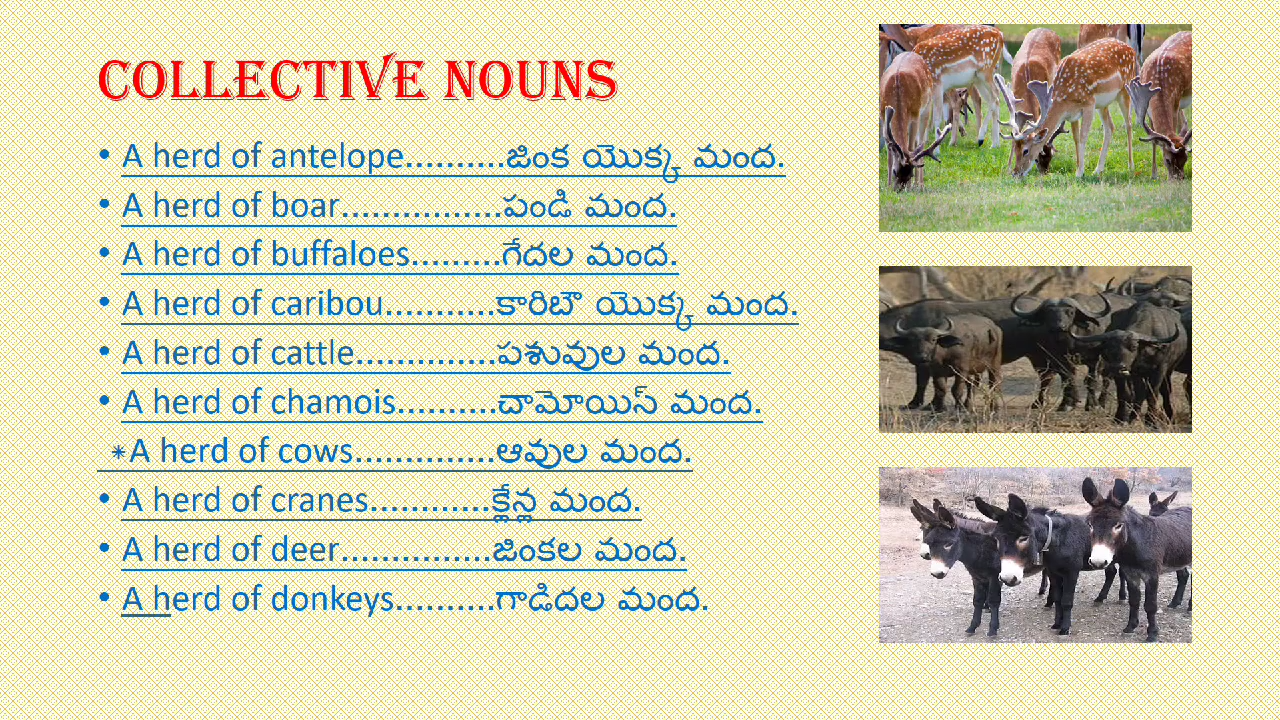 COLLECTIVE NOUNS
• A herd of antelope..........జింక యొక్క మంద.
• A herd of boar................పండి మంద.
• A herd of buffaloes.........గేదల మంద.
• A herd of caribou...........కారిబౌ యొక్క మంద.
• A herd of cattle..............పశువుల మంద.
• A herd of chamois..........చామోయిస్ మంద.
*A herd of cows..............ఆవుల మంద.
• A herd of cranes............క్లేన్ల మంద.
• A herd of deer...............జింకల మంద.
• A herd of donkeys..........గాడిదల మంద.